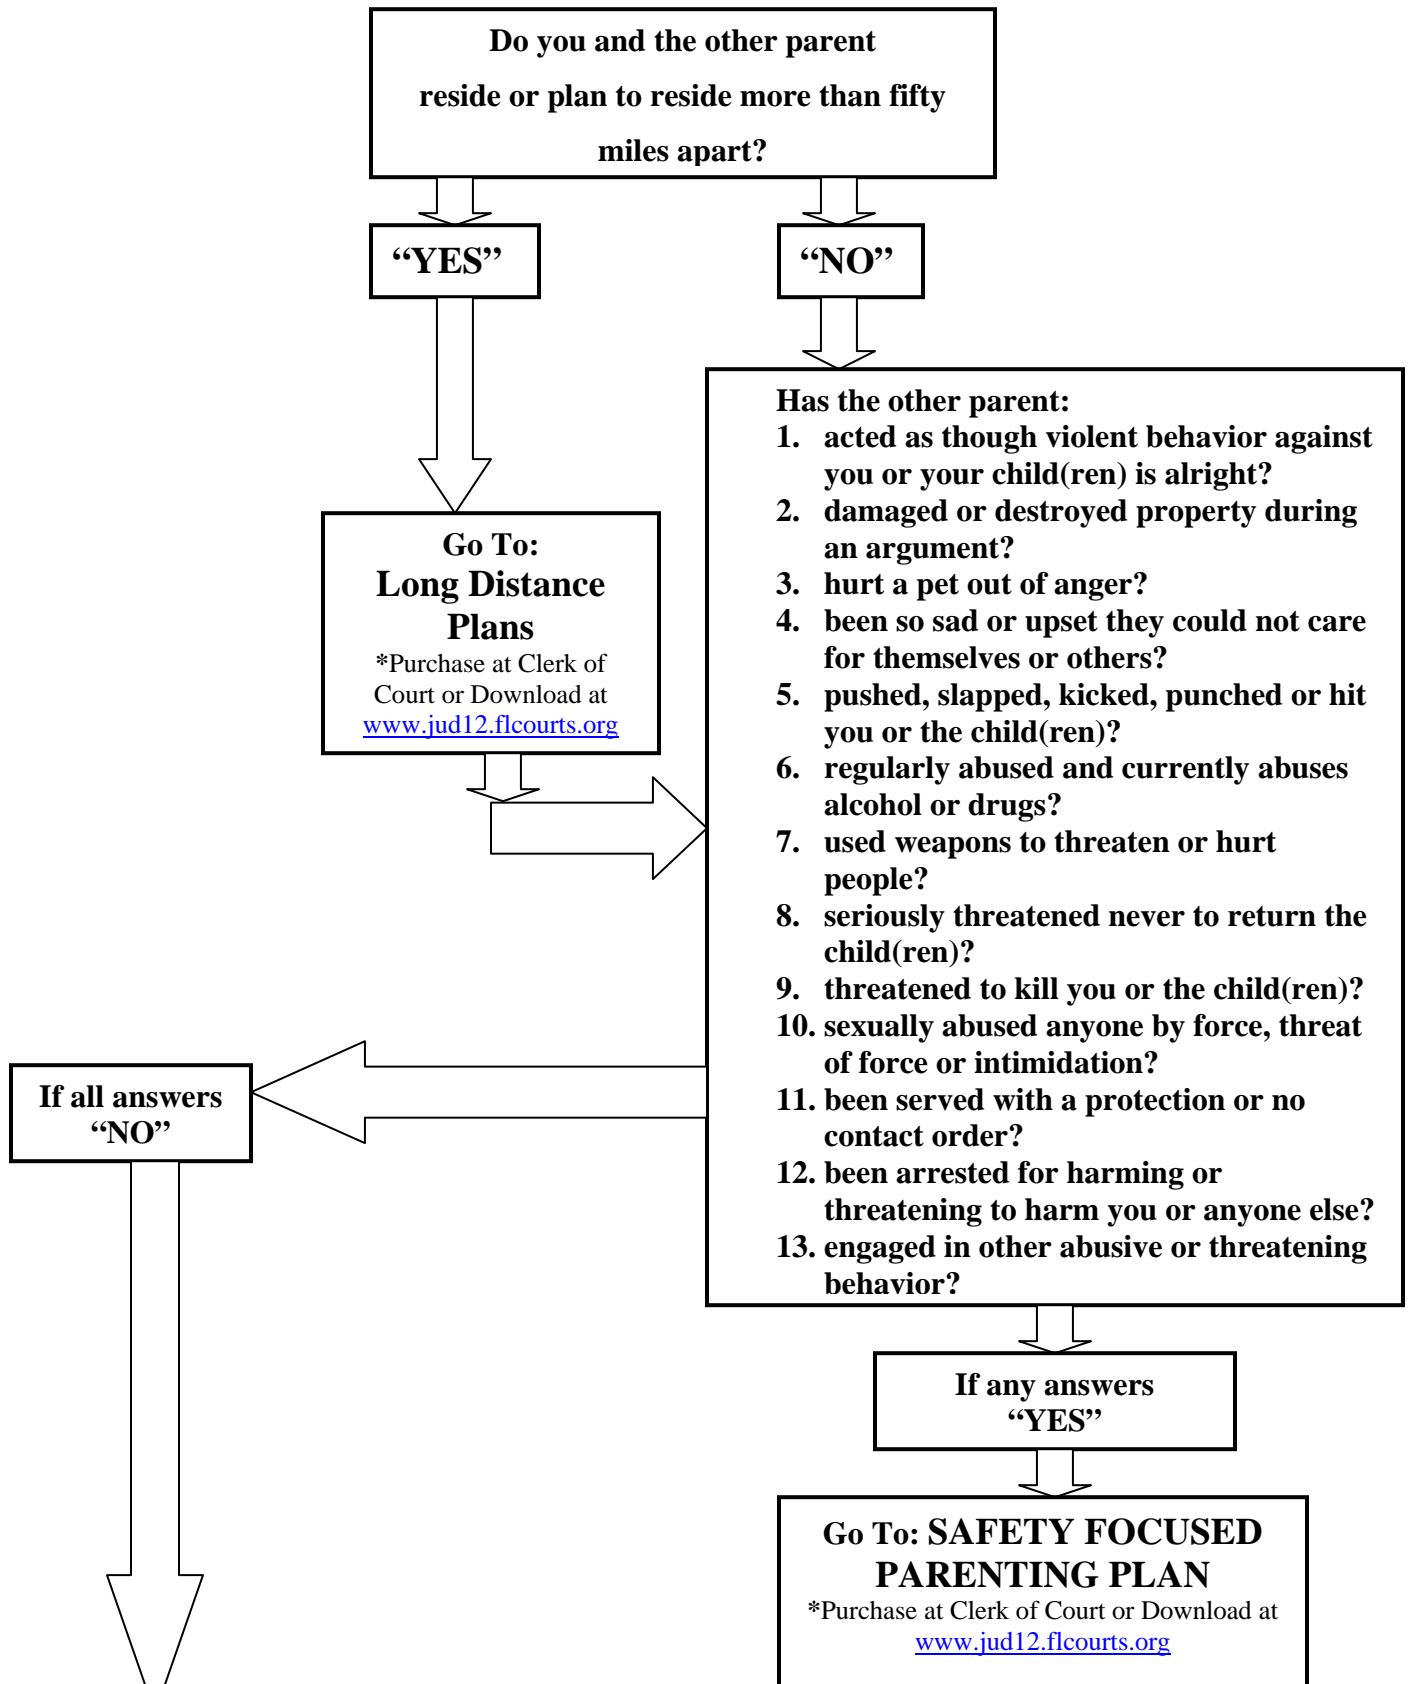 Do you and the other parent
reside or plan to reside more than fifty
miles apart?
“YES”
“NO”
Go To:
Long Distance
Plans
*Purchase at Clerk of
Court or Download at
www.jud12.flcourts.org
Has the other parent:
1. acted as though violent behavior against
you or your child(ren) is alright?
2. damaged or destroyed property during
an argument?
3. hurt a pet out of anger?
4. been so sad or upset they could not care
for themselves or others?
5. pushed, slapped, kicked, punched or hit
you or the child(ren)?
6. regularly abused and currently abuses
alcohol or drugs?
7. used weapons to threaten or hurt
people?
8. seriously threatened never to return the
child(ren)?
9. threatened to kill you or the child(ren)?
10. sexually abused anyone by force, threat
of force or intimidation?
11. been served with a protection or no
contact order?
12. been arrested for harming or
threatening to harm you or anyone else?
13. engaged in other abusive or threatening
behavior?
If all answers
“NO”
If any answers
“YES”
Go To: SAFETY FOCUSED
PARENTING PLAN
*Purchase at Clerk of Court or Download at
www.jud12.flcourts.org